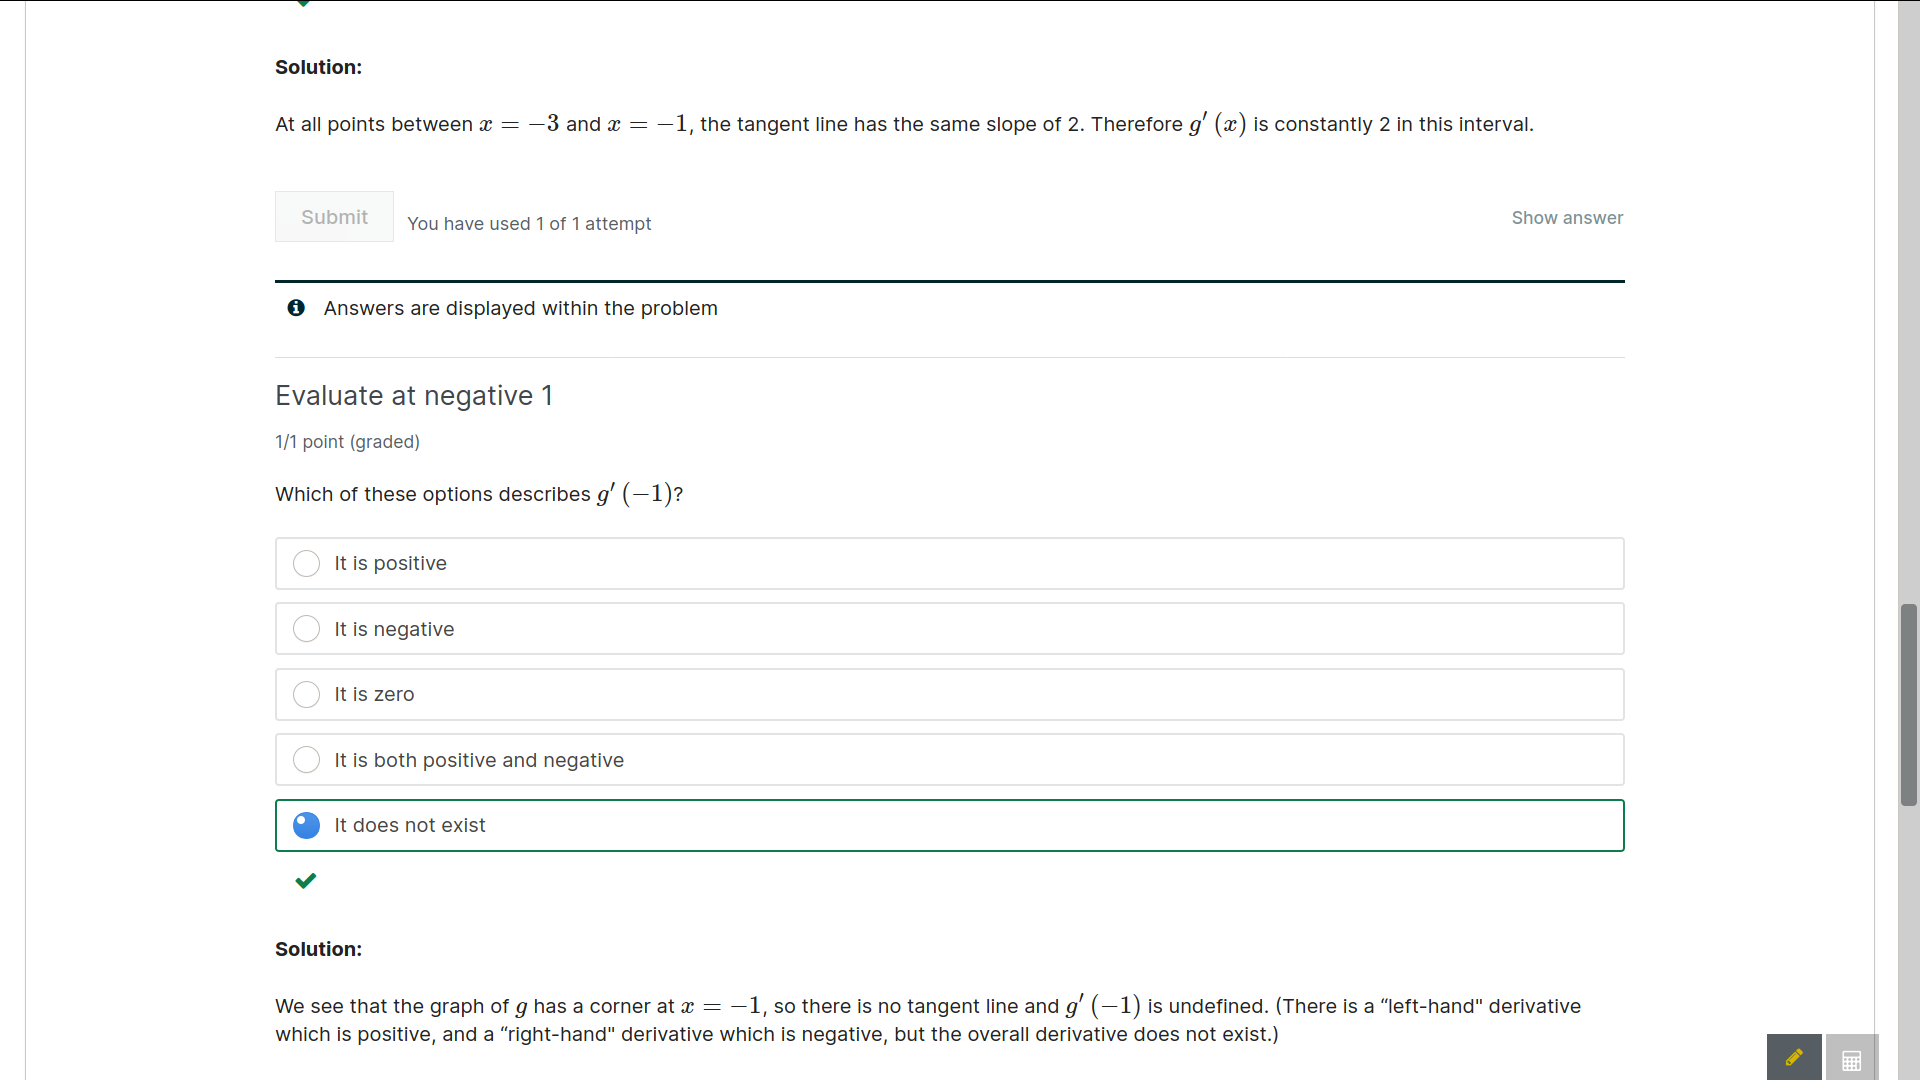 Solution:
At all points between x = −3 and x = −1, the tangent line has the same slope of 2. Therefore g′ (x) is constantly 2 in this interval.
Submit
You have used 1 of 1 attempt
Show answer
Answers are displayed within the problem
Evaluate at negative 1
1/1 point (graded)
Which of these options describes g′ (−1)?
It is positive
It is negative
It is zero
It is both positive and negative
It does not exist
Solution:
We see that the graph of g has a corner at x = −1, so there is no tangent line and g′ (−1) is undefined. (There is a “left-hand" derivative
which is positive, and a “right-hand" derivative which is negative, but the overall derivative does not exist.)